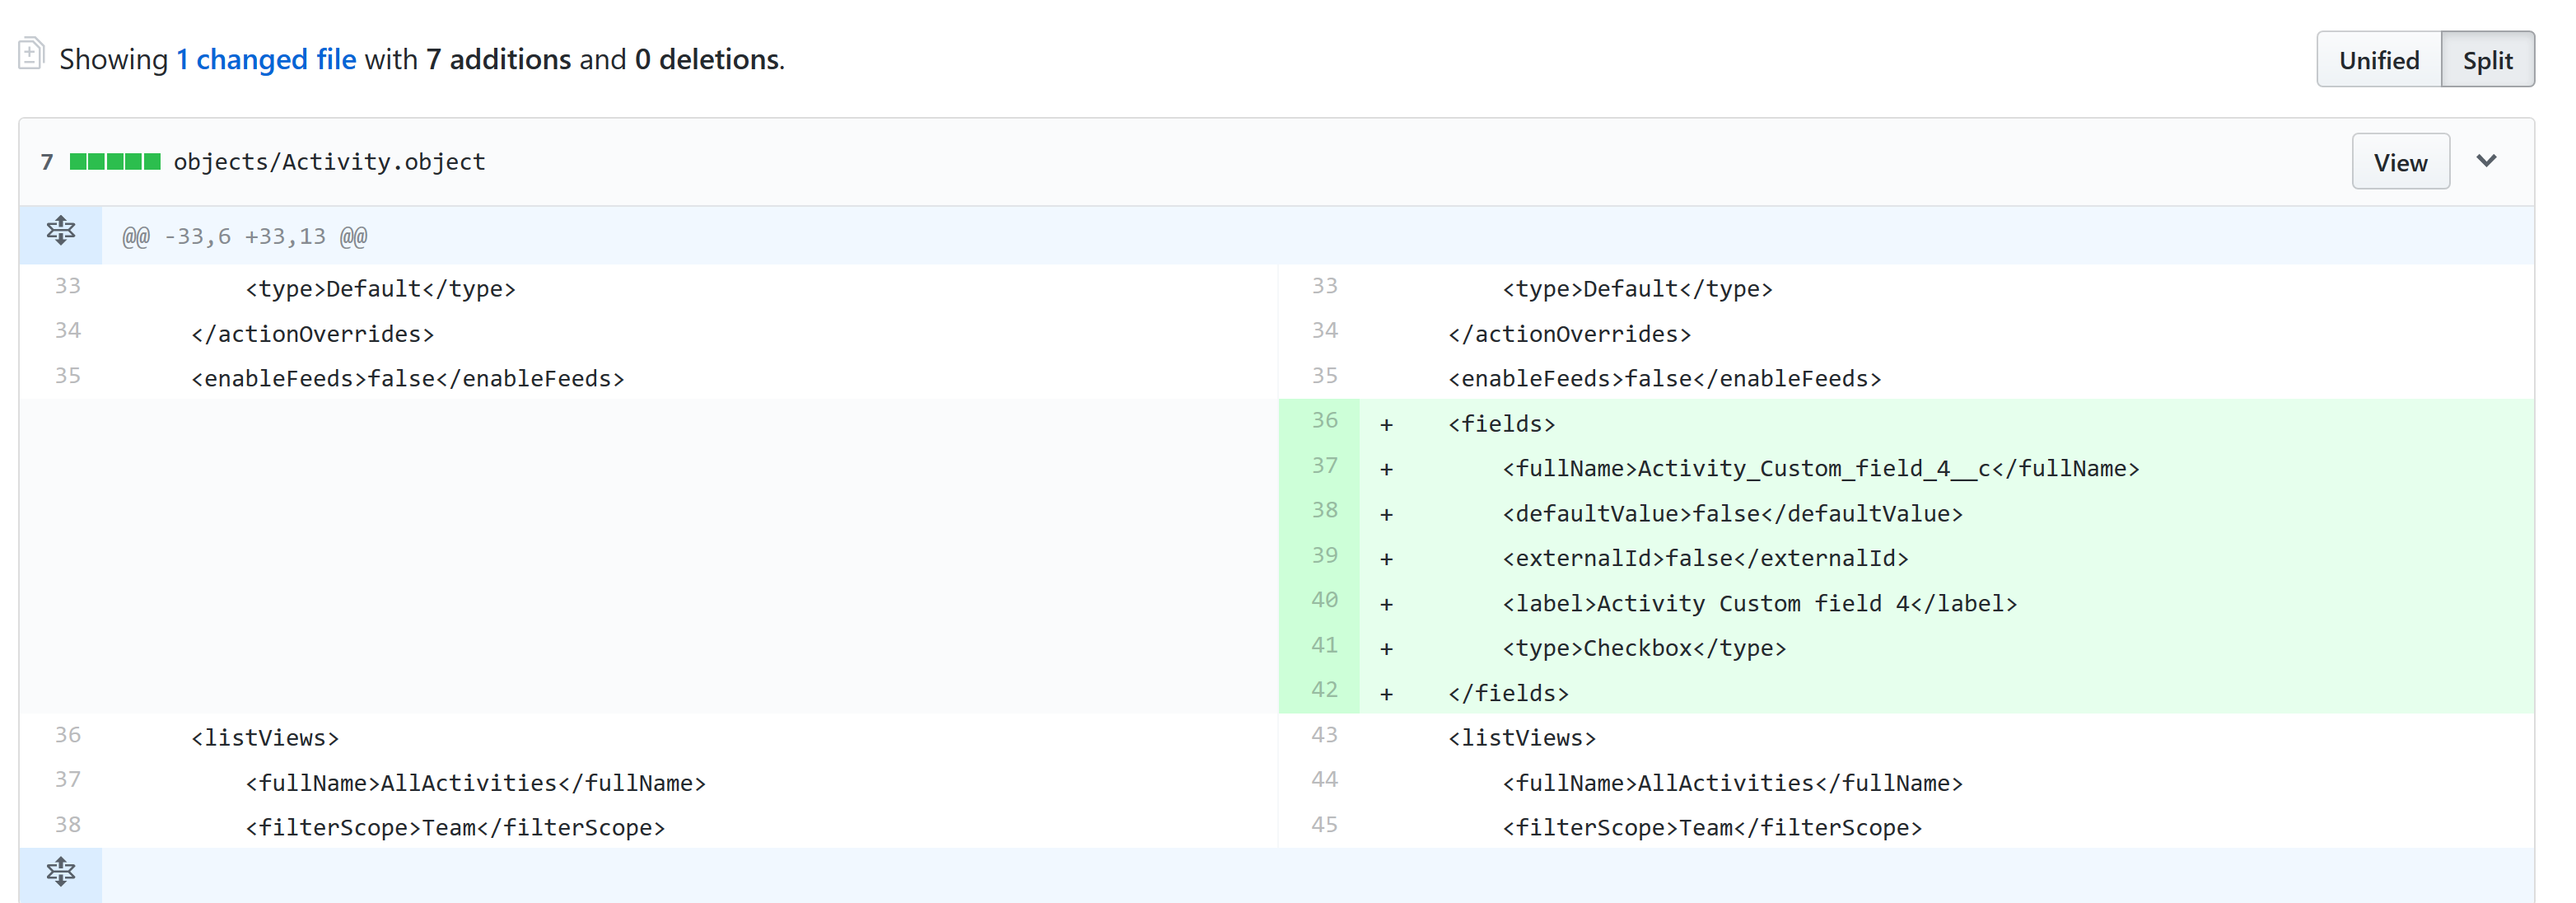 Showing 1 changed file with 7 additions and 0 deletions.
Unified Split
7 objects/Activity.object
View
@@ -33,6 +33,13 @@
33 <type>Default</type> 33 <type>Default</type>
34 </actionOverrides> 34 </actionOverrides>
35 <enableFeeds>false</enableFeeds> 35 <enableFeeds>false</enableFeeds>
36 + <fields>
37 + <fullName>Activity_Custom_field_4__c</fullName>
38 + <defaultValue>false</defaultValue>
39 + <externalId>false</externalId>
40 + <label>Activity Custom field 4</label>
41 + <type>Checkbox</type>
42 + </fields>
36 <listViews> 43 <listViews>
37 <fullName>AllActivities</fullName> 44 <fullName>AllActivities</fullName>
38 <filterScope>Team</filterScope> 45 <filterScope>Team</filterScope>